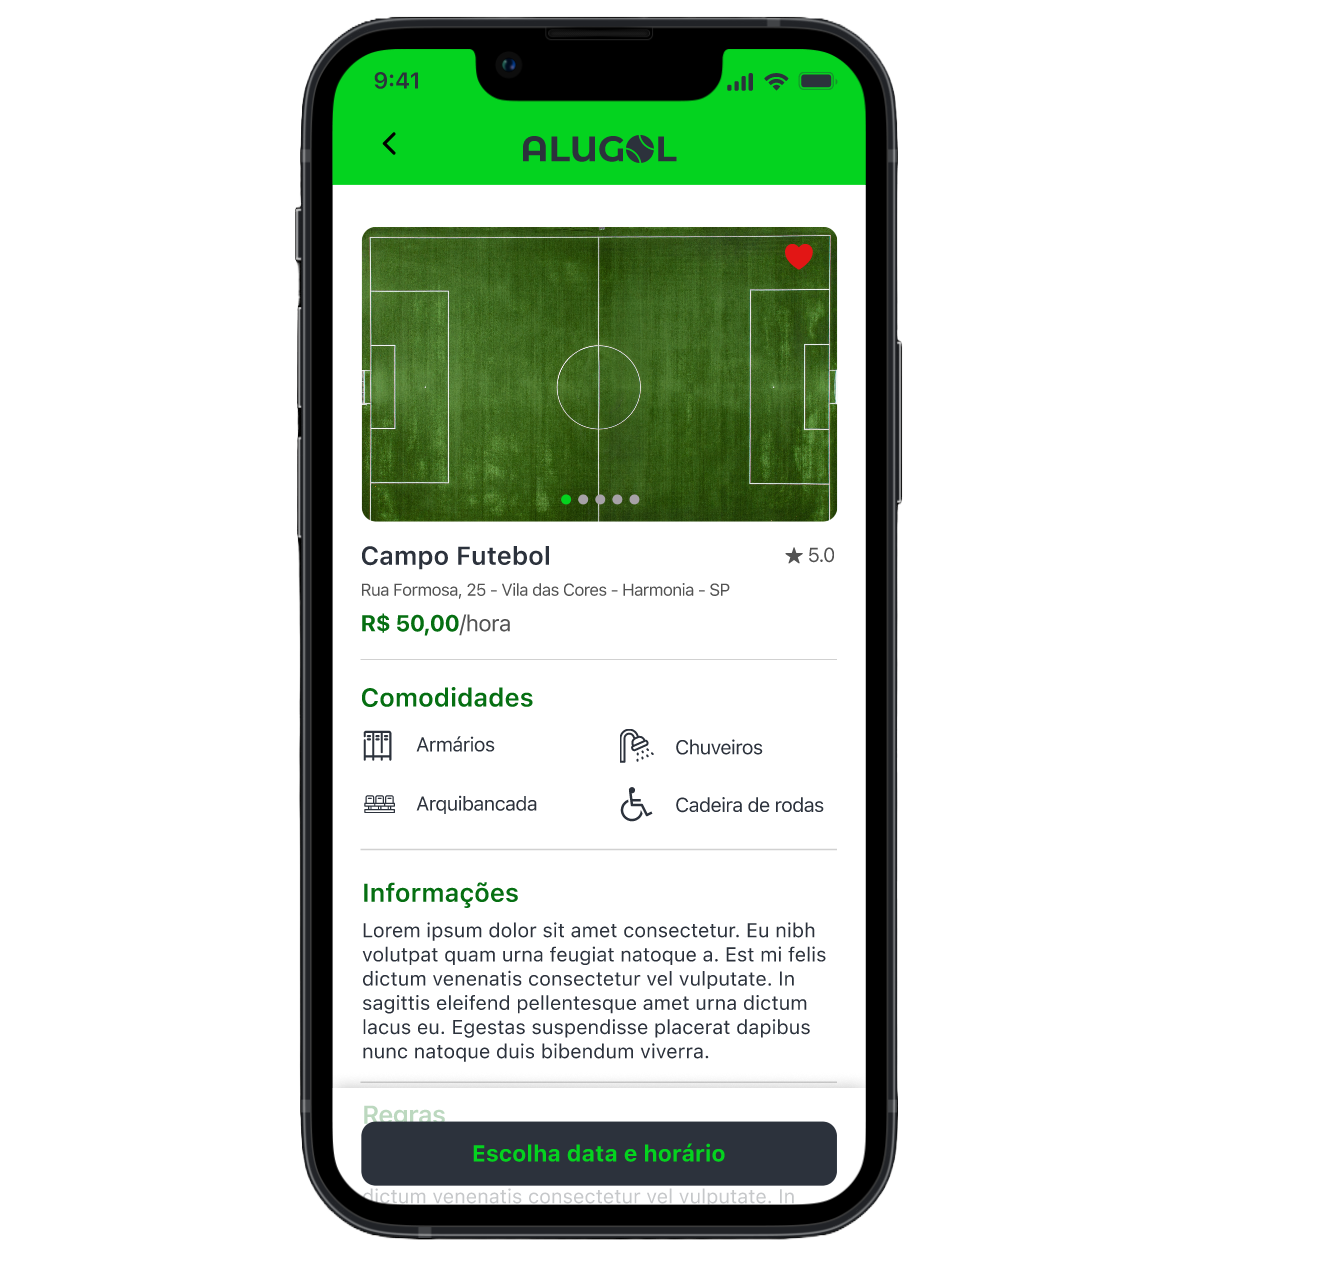 9:41
ALUGOL
Campo Futebol
5.0
Rua Formosa, 25 - Vila das Cores - Harmonia - SP
R$ 50,00/hora
Comodidades
Armários
Chuveiros
Arquibancada
Cadeira de rodas
Informações
Lorem ipsum dolor sit amet consectetur. Eu nibh
volutpat quam urna feugiat natoque a. Est mi felis
dictum venenatis consectetur vel vulputate. In
sagittis eleifend pellentesque amet urna dictum
lacus eu. Egestas suspendisse placerat dapibus
nunc natoque duis bibendum viverra.
Regras
Escolha data e horário
dictum venenatis consectetur vel vulputate. In